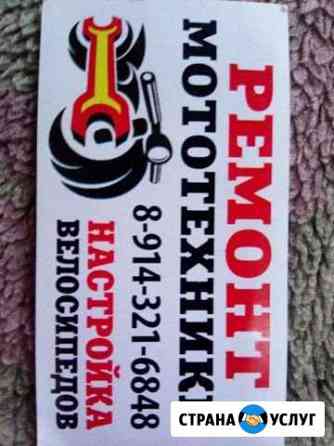 РЕМОНТ
МОТОТЕХНИКИ
8-914-321-6848
НАСТРОЙКА
ВЕЛОСИПЕДОВ
СТРАНА УСЛУГ